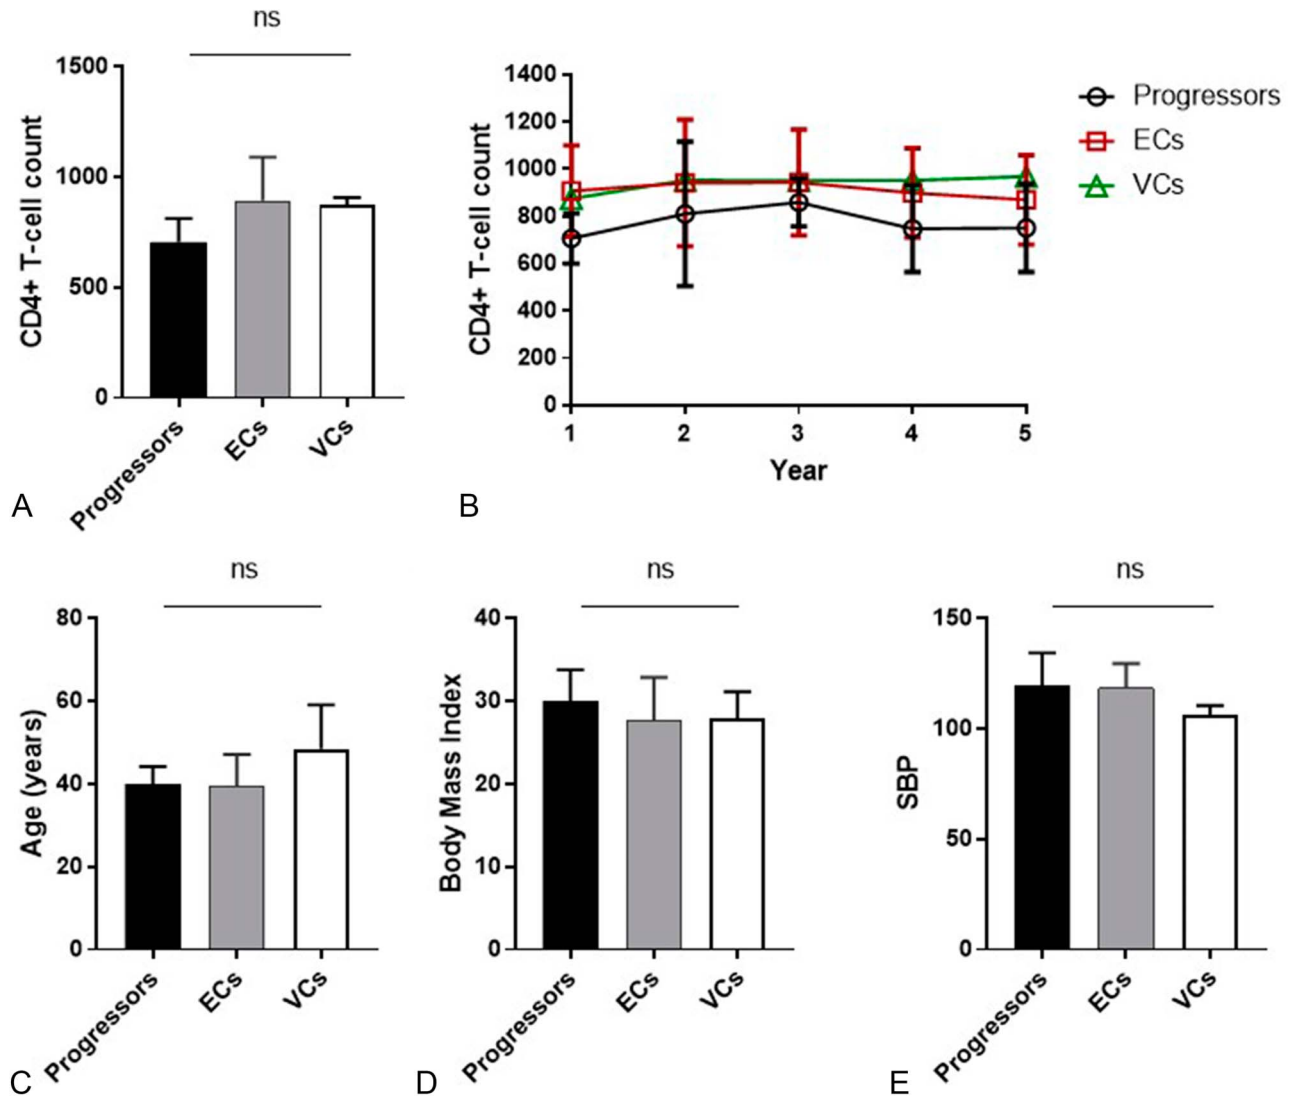 ns
CD4+ T-cell count
1500
1000
500
0
Progressors
ECs
VCs
A
CD4+ T-cell count
1400
1200
1000
800
600
400
200
0
1 2 3 4 5
Year
Progressors
ECs
VCs
B
ns
Age (years)
80
60
40
20
0
Progressors
ECs
VCs
C
ns
Body Mass Index
40
30
20
10
0
Progressors
ECs
VCs
D
ns
SBP
150
100
50
0
Progressors
ECs
VCs
E